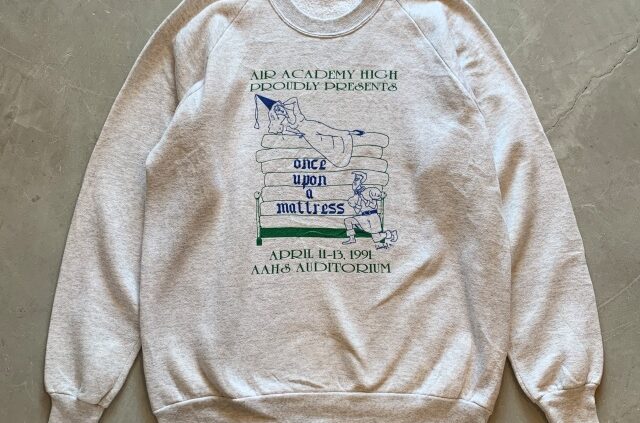 AIR ACADEMY HIGH
PROUDLY PRESENTS
once
upon
a
mattress
APRIL 11-13, 1991
AAHS AUDITORIUM